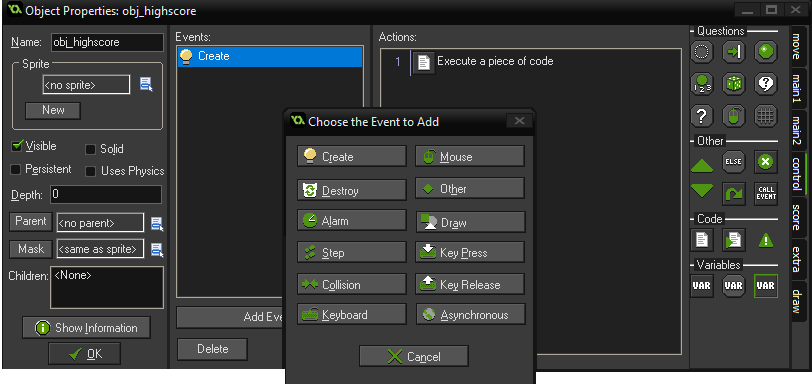 Object Properties: obj_highscore
Name: obj_highscore
Sprite
<no sprite>
New
Visible
Solid
Persistent
Uses Physics
Depth: 0
Parent <no parent>
Mask <same as sprite>
Children: <None>
Show Information
OK
Events:
Create
Add Eve
Delete
Actions:
1 Execute a piece of code
Choose the Event to Add
Create
Mouse
Destroy
Other
Alarm
Draw
Step
Key Press
Collision
Key Release
Keyboard
Asynchronous
Cancel
Questions
1 2 3
?
?
Other
ELSE
CALL
EVENT
Code
Variables
VAR
VAR
VAR
move
main1
main2
control
score
extra
draw